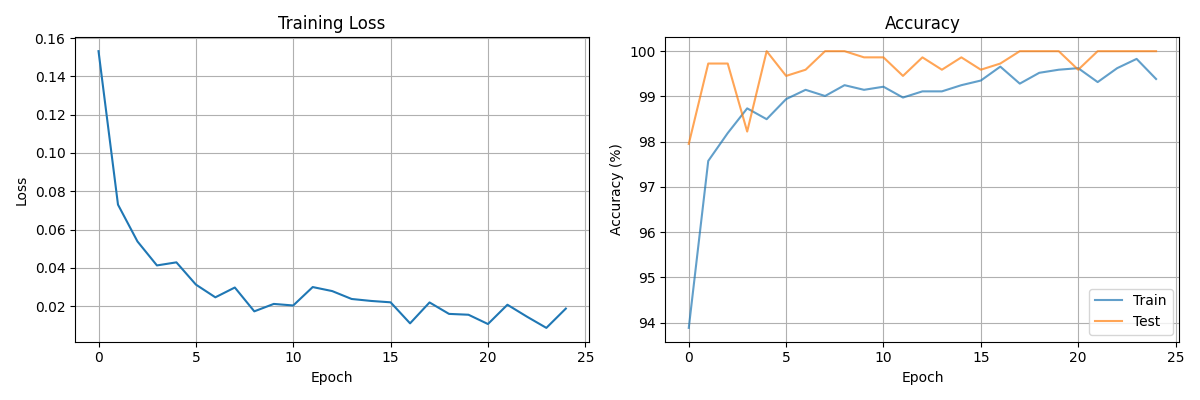 Training Loss
0.16
0.14
0.12
0.10
0.08
0.06
0.04
0.02
Loss
0 5 10 15 20 25
Epoch
Accuracy
100
99
98
97
96
95
94
Accuracy (%)
Train
Test
0 5 10 15 20 25
Epoch